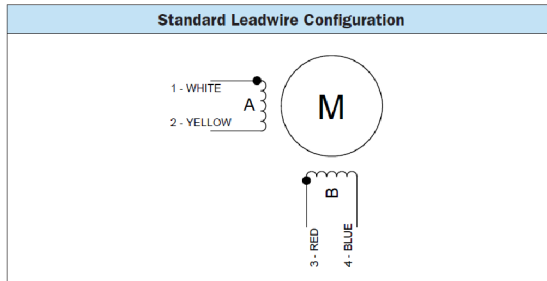 Standard Leadwire Configuration
1 - WHITE
A
M
2 - YELLOW
B
3 - RED
4 - BLUE